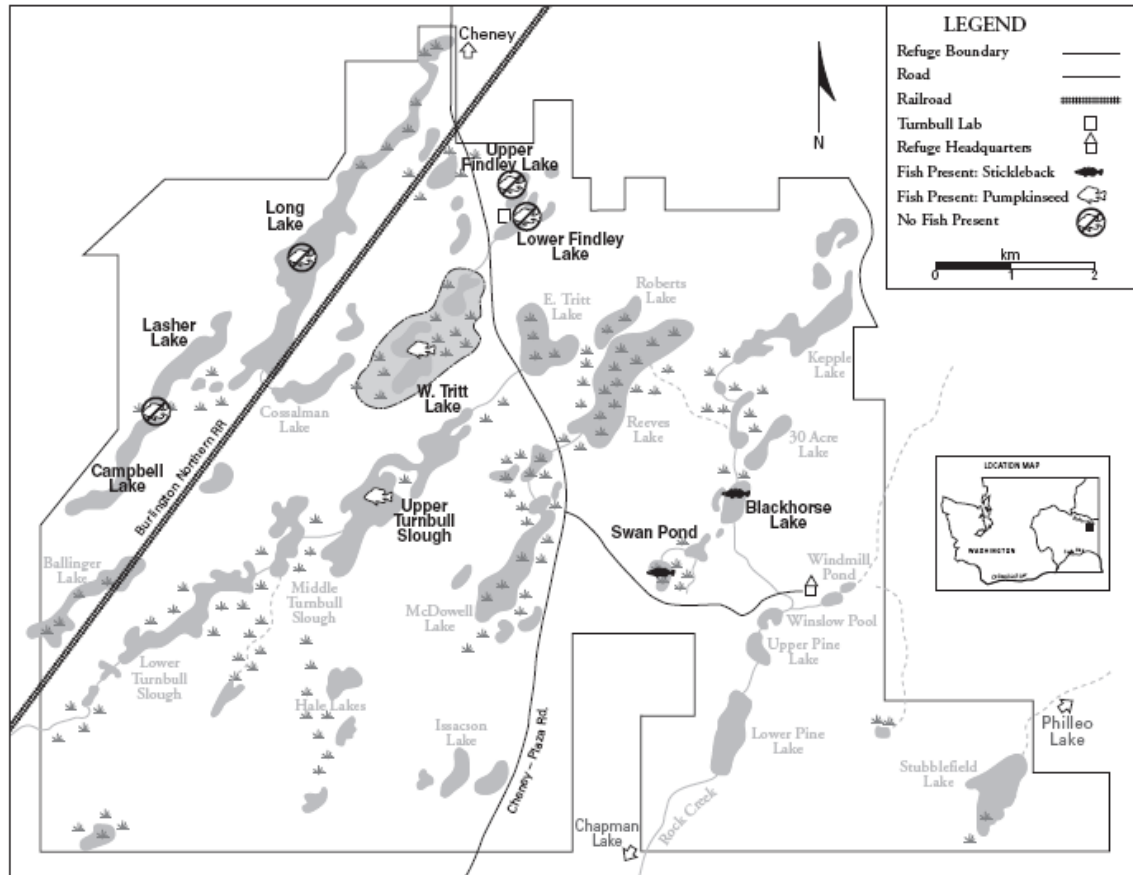 Cheney
LEGEND
Refuge Boundary
Road
Railroad
Turnbull Lab
Refuge Headquarters
Fish Present: Stickleback
Fish Present: Pumpkinseed
No Fish Present
km
0 1 2
N
Upper
Findley Lake
Long
Lake
Lower Findley
Lake
Roberts
Lake
E. Tritt
Lake
Lasher
Lake
Kepple
Lake
W. Tritt
Lake
Cossalman
Lake
Reeves
Lake
30 Acre
Lake
Campbell
Lake
Burlington Northern RR
Upper
Turnbull
Slough
Blackhorse
Lake
Swan Pond
LOCATION MAP
WASHINGTON
Ballinger
Lake
Middle
Turnbull
Slough
Windmill
Pond
McDowell
Lake
Winslow Pool
Upper Pine
Lake
Lower
Turnbull
Slough
Hale Lakes
Issacson
Lake
Cheney – Plaza Rd.
Lower Pine
Lake
Philleo
Lake
Stubblefield
Lake
Rock Creek
Chapman
Lake